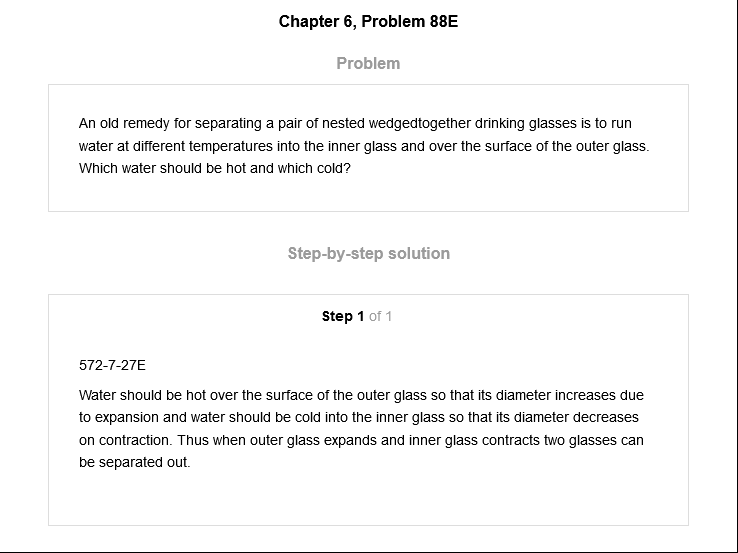 Chapter 6, Problem 88E
Problem
An old remedy for separating a pair of nested wedgedtogether drinking glasses is to run
water at different temperatures into the inner glass and over the surface of the outer glass.
Which water should be hot and which cold?
Step-by-step solution
Step 1 of 1
572-7-27E
Water should be hot over the surface of the outer glass so that its diameter increases due
to expansion and water should be cold into the inner glass so that its diameter decreases
on contraction. Thus when outer glass expands and inner glass contracts two glasses can
be separated out.